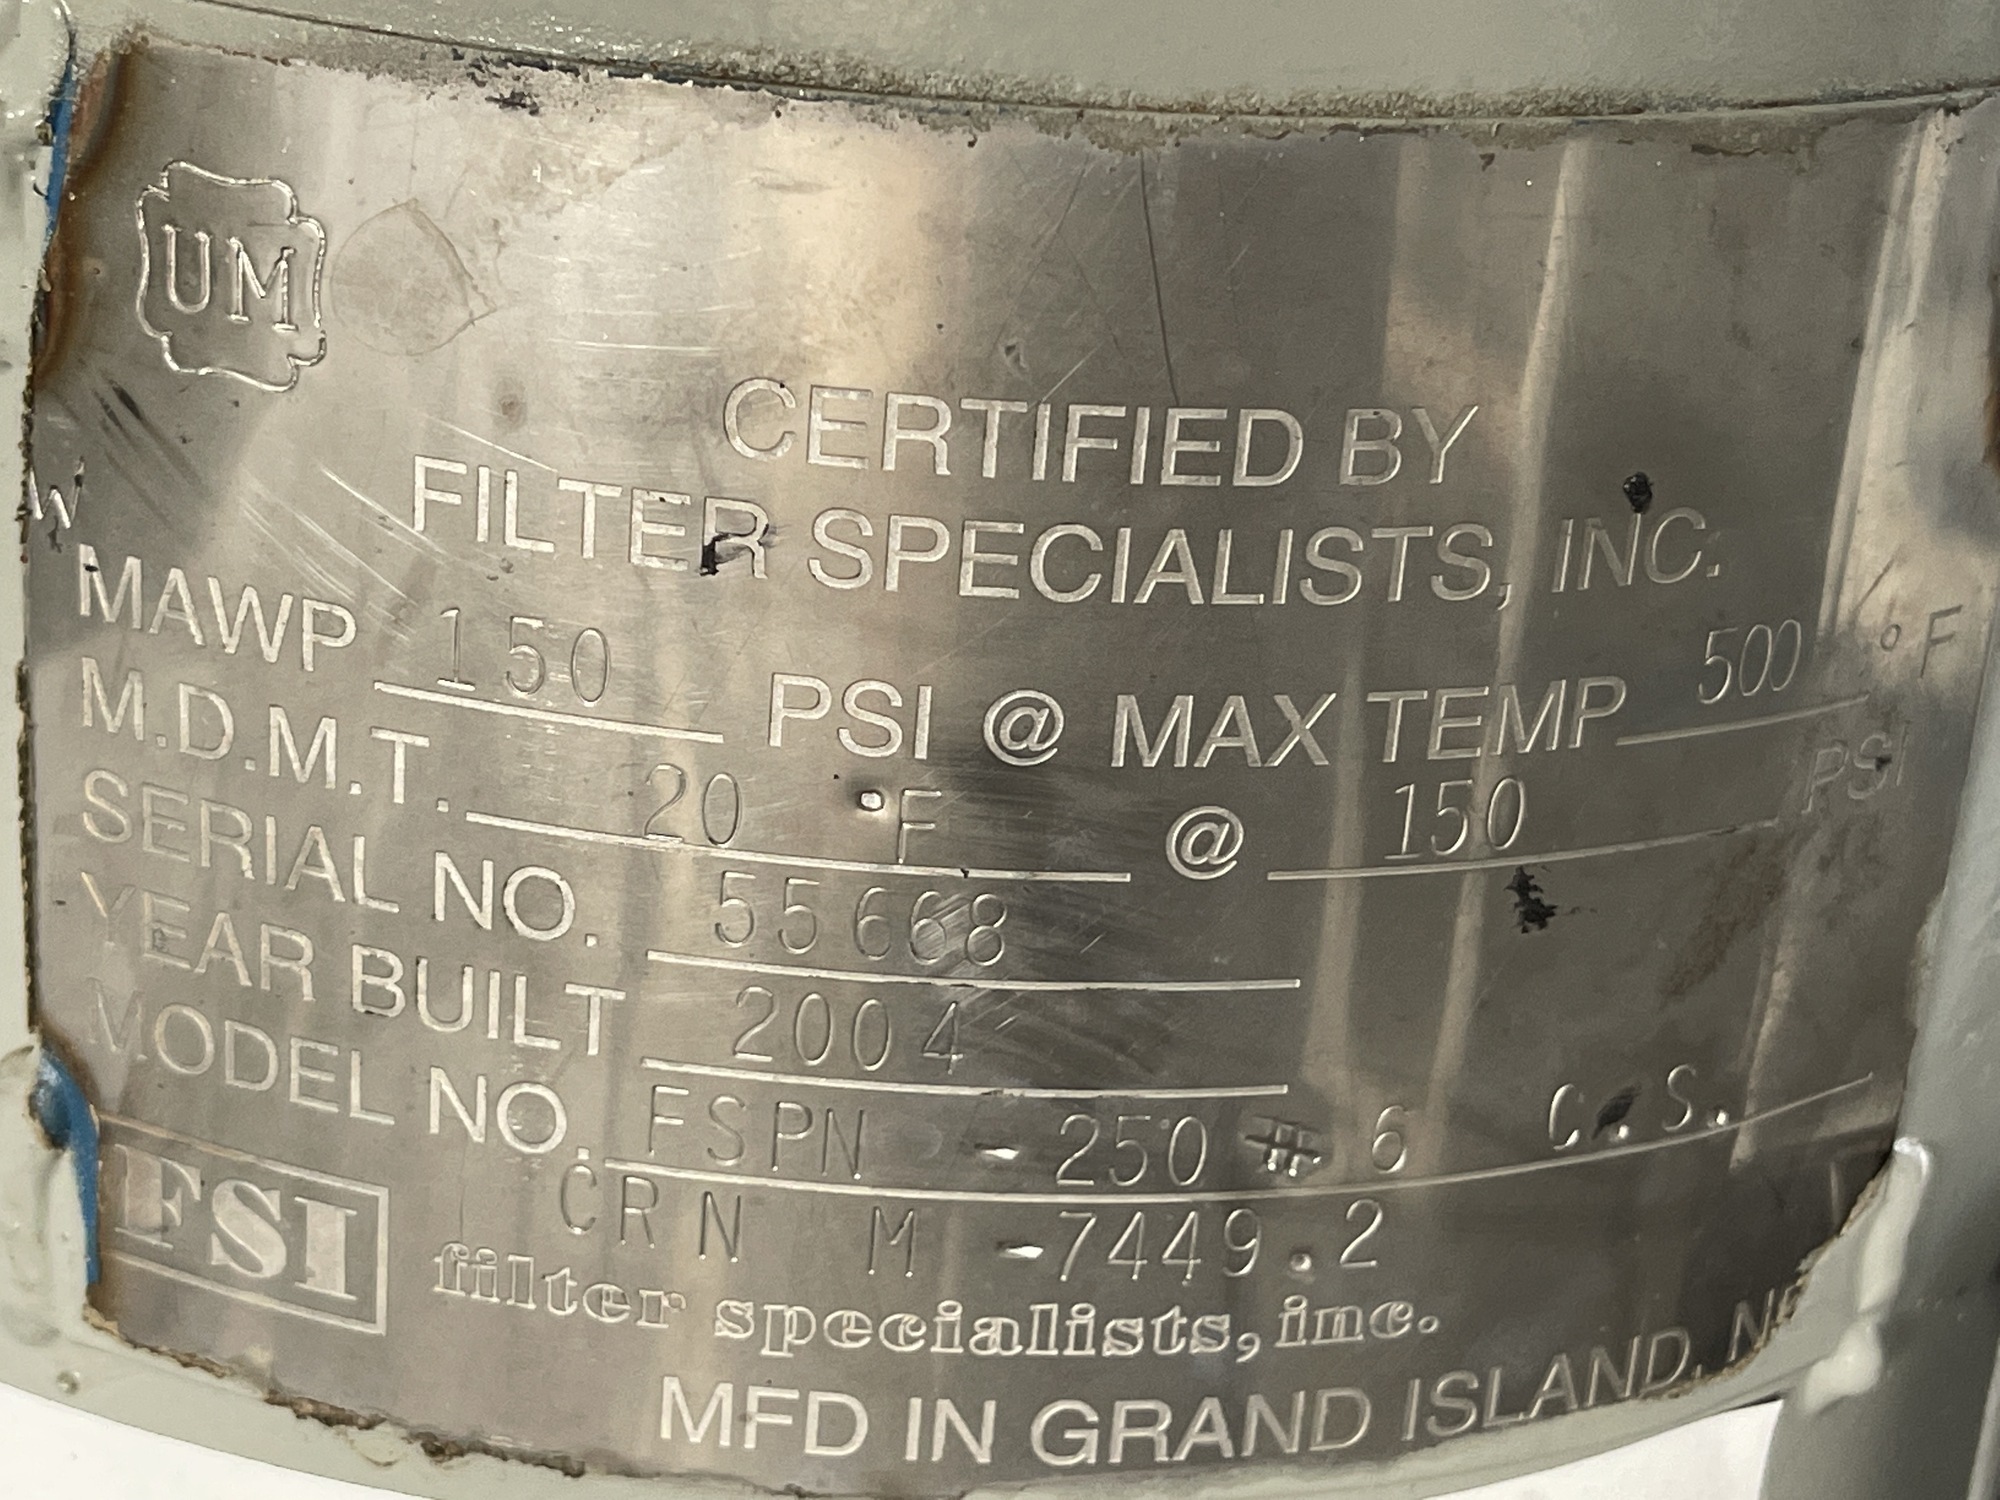 UM
CERTIFIED BY
FILTER SPECIALISTS, INC.
W
MAWP 150 PSI @ MAX TEMP 500 °F
M.D.M.T. 20 °F @ 150 PSI
SERIAL NO. 55668
YEAR BUILT 2004
MODEL NO. FSPN - 250 # 6 C.S.
CRN M -7449.2
FSI filter specialists, inc.
MFD IN GRAND ISLAND, NE